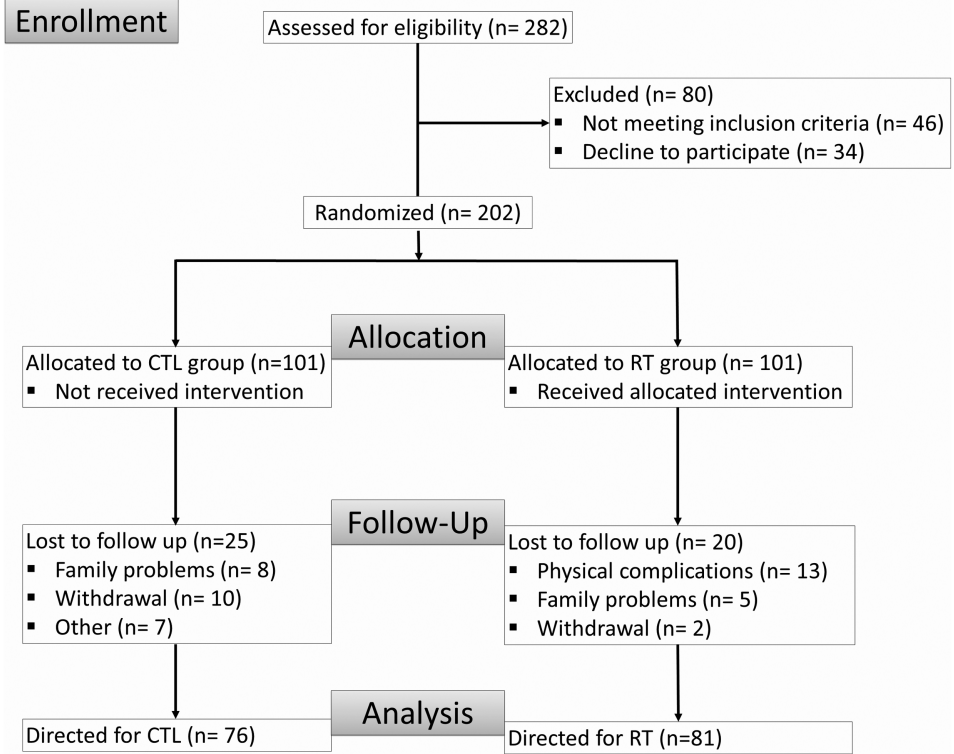 Enrollment
Assessed for eligibility (n= 282)
Excluded (n= 80)
▪ Not meeting inclusion criteria (n= 46)
▪ Decline to participate (n= 34)
Randomized (n= 202)
Allocation
Allocated to CTL group (n=101)
▪ Not received intervention
Allocated to RT group (n= 101)
▪ Received allocated intervention
Follow-Up
Lost to follow up (n=25)
▪ Family problems (n= 8)
▪ Withdrawal (n= 10)
▪ Other (n= 7)
Lost to follow up (n= 20)
▪ Physical complications (n= 13)
▪ Family problems (n= 5)
▪ Withdrawal (n= 2)
Analysis
Directed for CTL (n= 76)
Directed for RT (n=81)